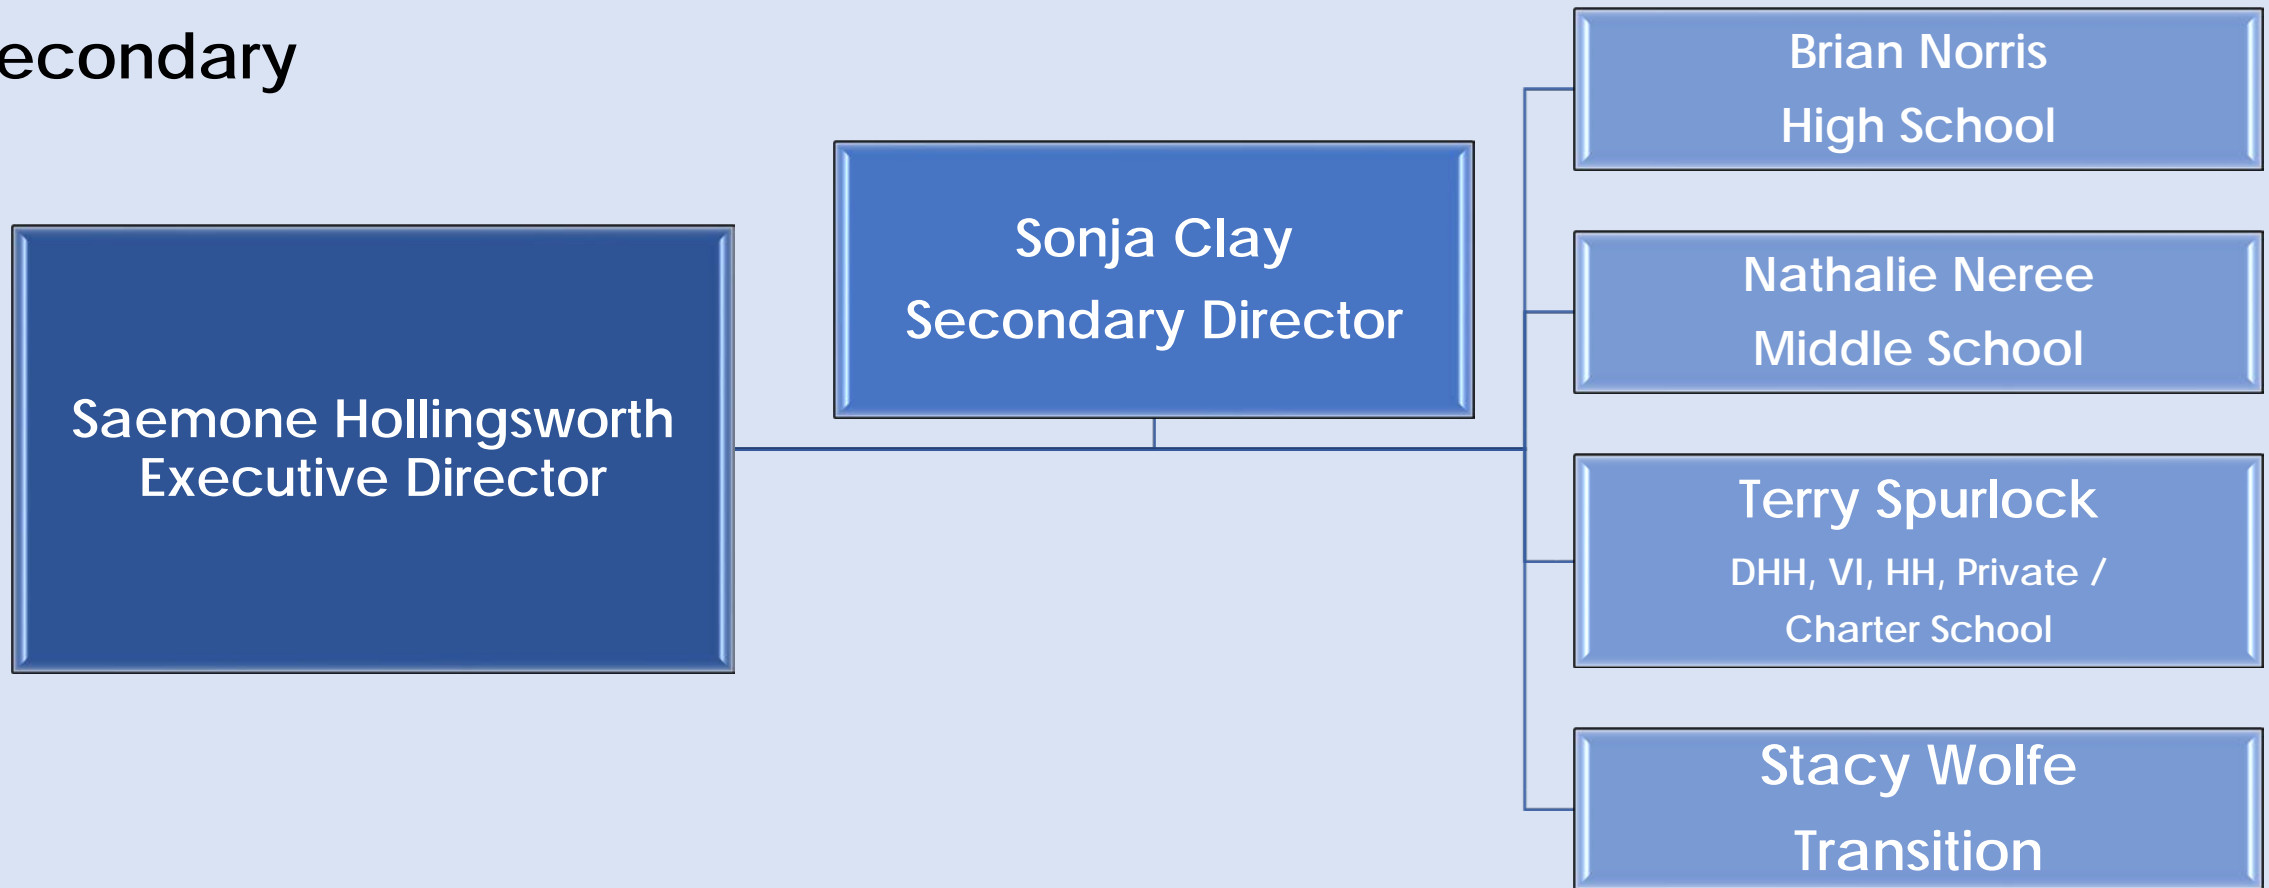 econdary
Saemone Hollingsworth
Executive Director
Sonja Clay
Secondary Director
Brian Norris
High School
Nathalie Neree
Middle School
Terry Spurlock
DHH, VI, HH, Private /
Charter School
Stacy Wolfe
Transition